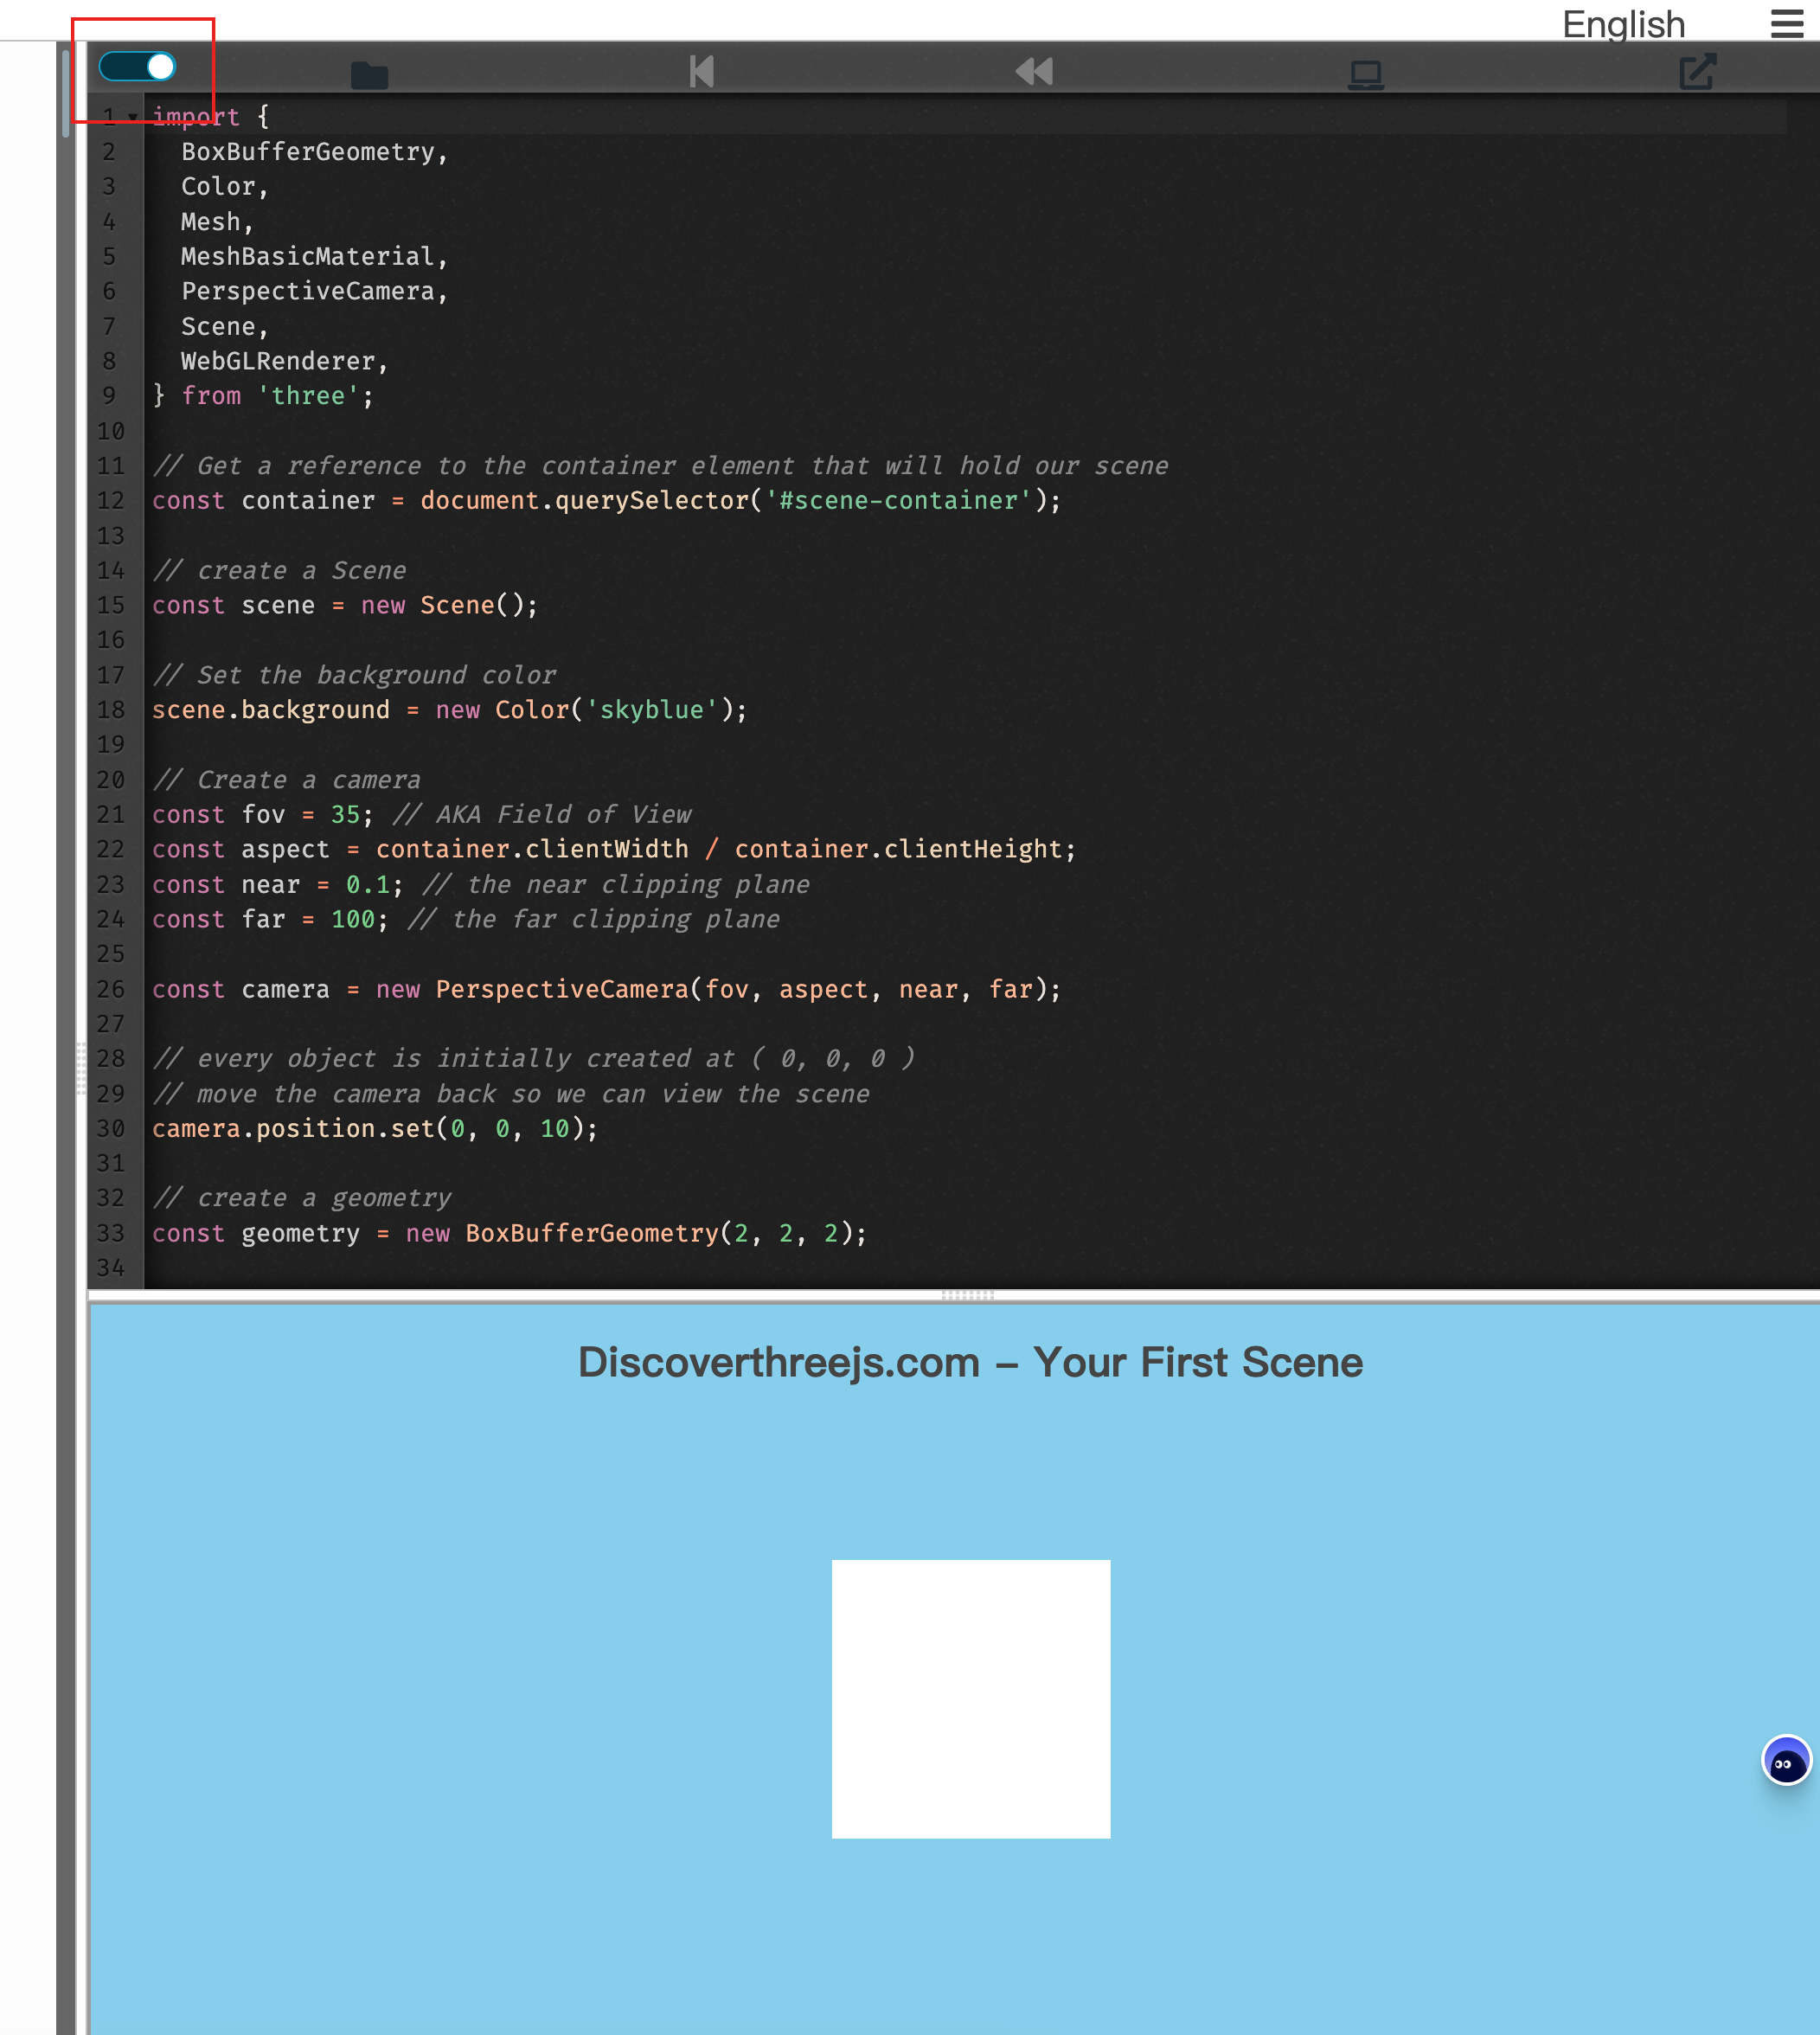 English
1 import {
2 BoxBufferGeometry,
3 Color,
4 Mesh,
5 MeshBasicMaterial,
6 PerspectiveCamera,
7 Scene,
8 WebGLRenderer,
9 } from 'three';
10
11 // Get a reference to the container element that will hold our scene
12 const container = document.querySelector('#scene-container');
13
14 // create a Scene
15 const scene = new Scene();
16
17 // Set the background color
18 scene.background = new Color('skyblue');
19
20 // Create a camera
21 const fov = 35; // AKA Field of View
22 const aspect = container.clientWidth / container.clientHeight;
23 const near = 0.1; // the near clipping plane
24 const far = 100; // the far clipping plane
25
26 const camera = new PerspectiveCamera(fov, aspect, near, far);
27
28 // every object is initially created at ( 0, 0, 0 )
29 // move the camera back so we can view the scene
30 camera.position.set(0, 0, 10);
31
32 // create a geometry
33 const geometry = new BoxBufferGeometry(2, 2, 2);
34
Discoverthreejs.com – Your First Scene